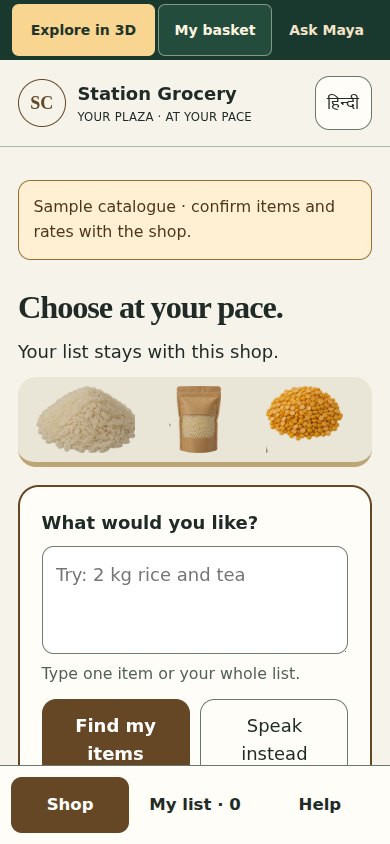 Explore in 3D
My basket
Ask Maya
SC
Station Grocery
YOUR PLAZA · AT YOUR PACE
हिन्दी
Sample catalogue · confirm items and
rates with the shop.
Choose at your pace.
Your list stays with this shop.
What would you like?
Try: 2 kg rice and tea
Type one item or your whole list.
Find my
items
Speak
instead
Shop
My list · 0
Help